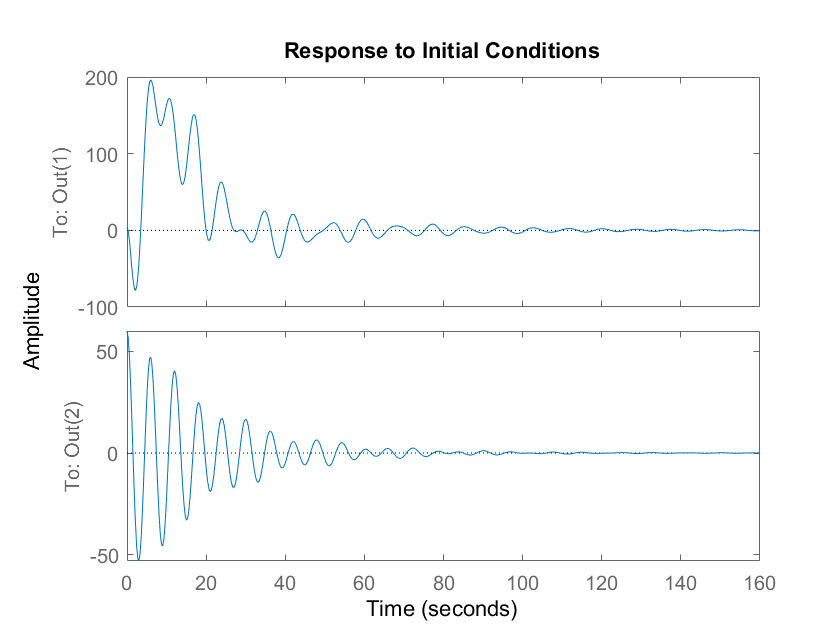 Response to Initial Conditions
Amplitude
To: Out(1)
200
100
0
-100
To: Out(2)
50
0
-50
0 20 40 60 80 100 120 140 160
Time (seconds)